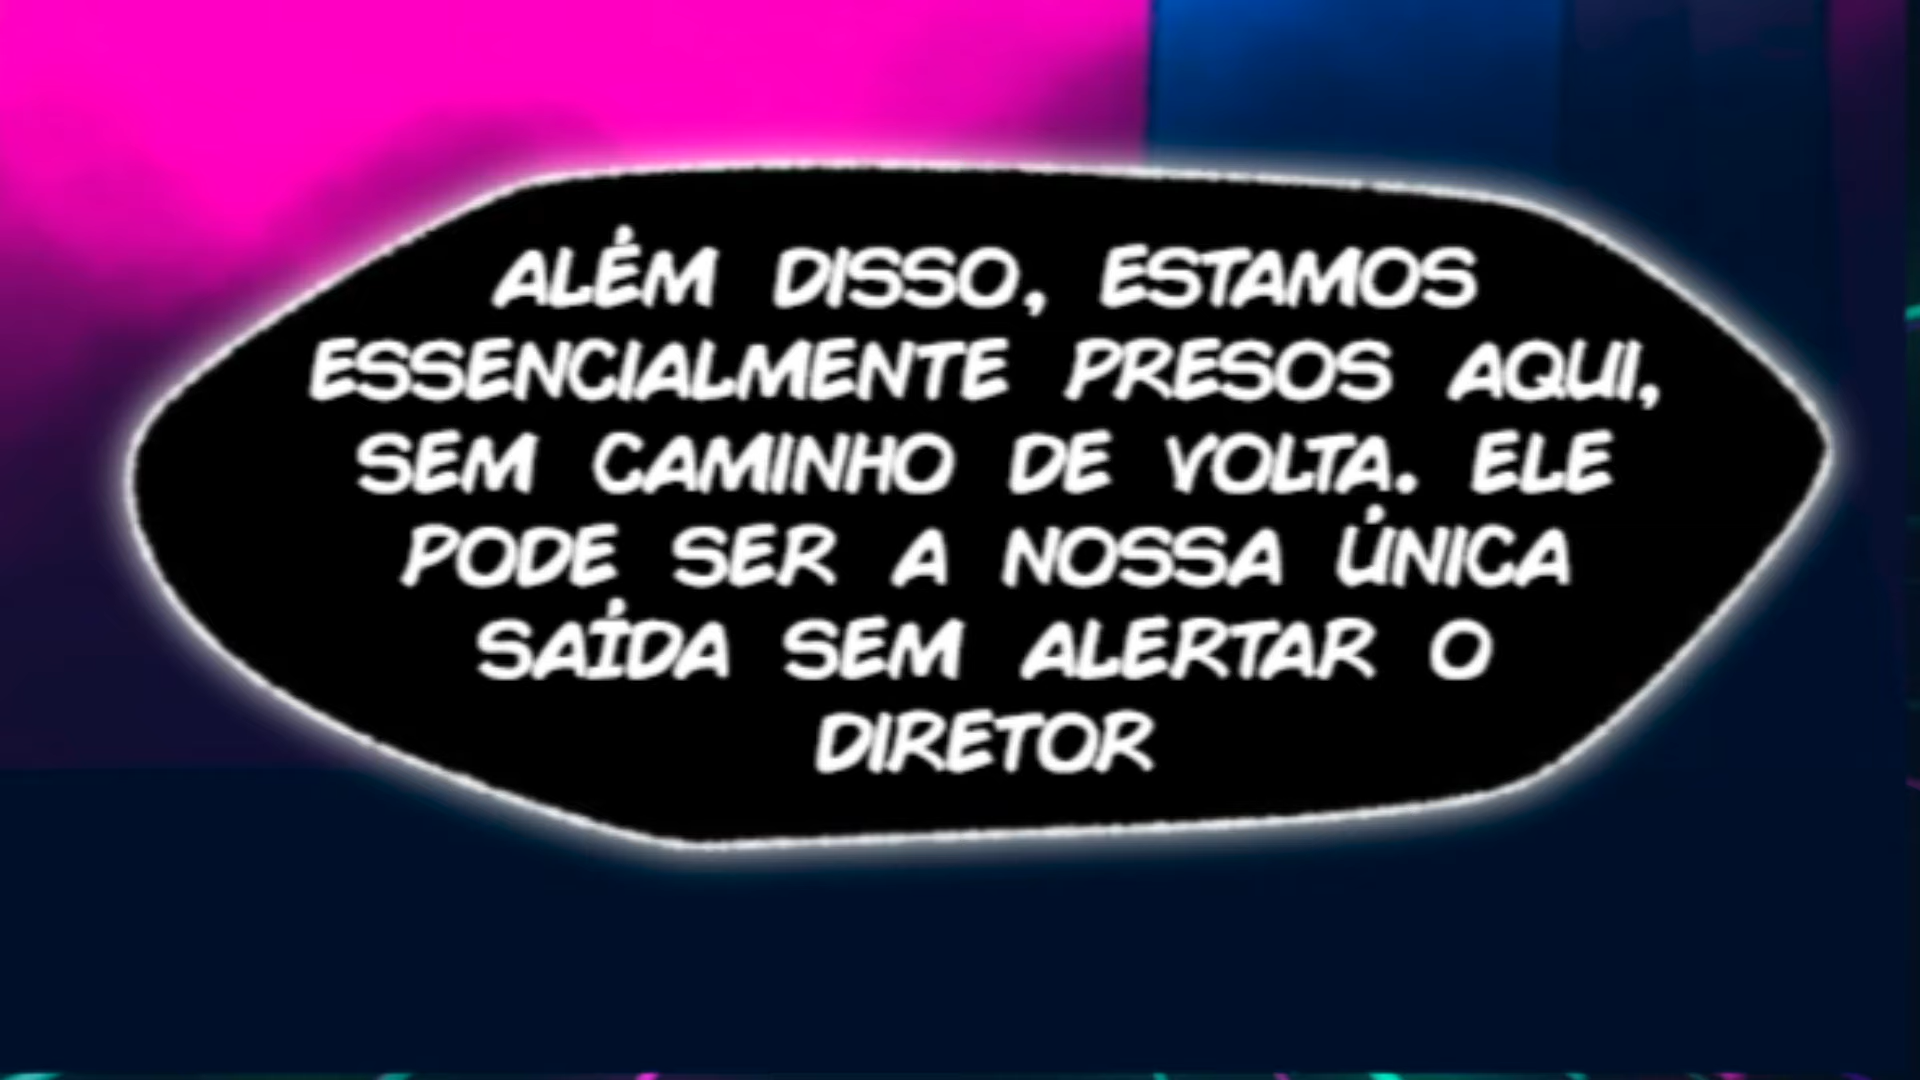 ALÉM DISSO, ESTAMOS
ESSENCIALMENTE PRESOS AQUI,
SEM CAMINHO DE VOLTA. ELE
PODE SER A NOSSA ÚNICA
SAÍDA SEM ALERTAR O
DIRETOR